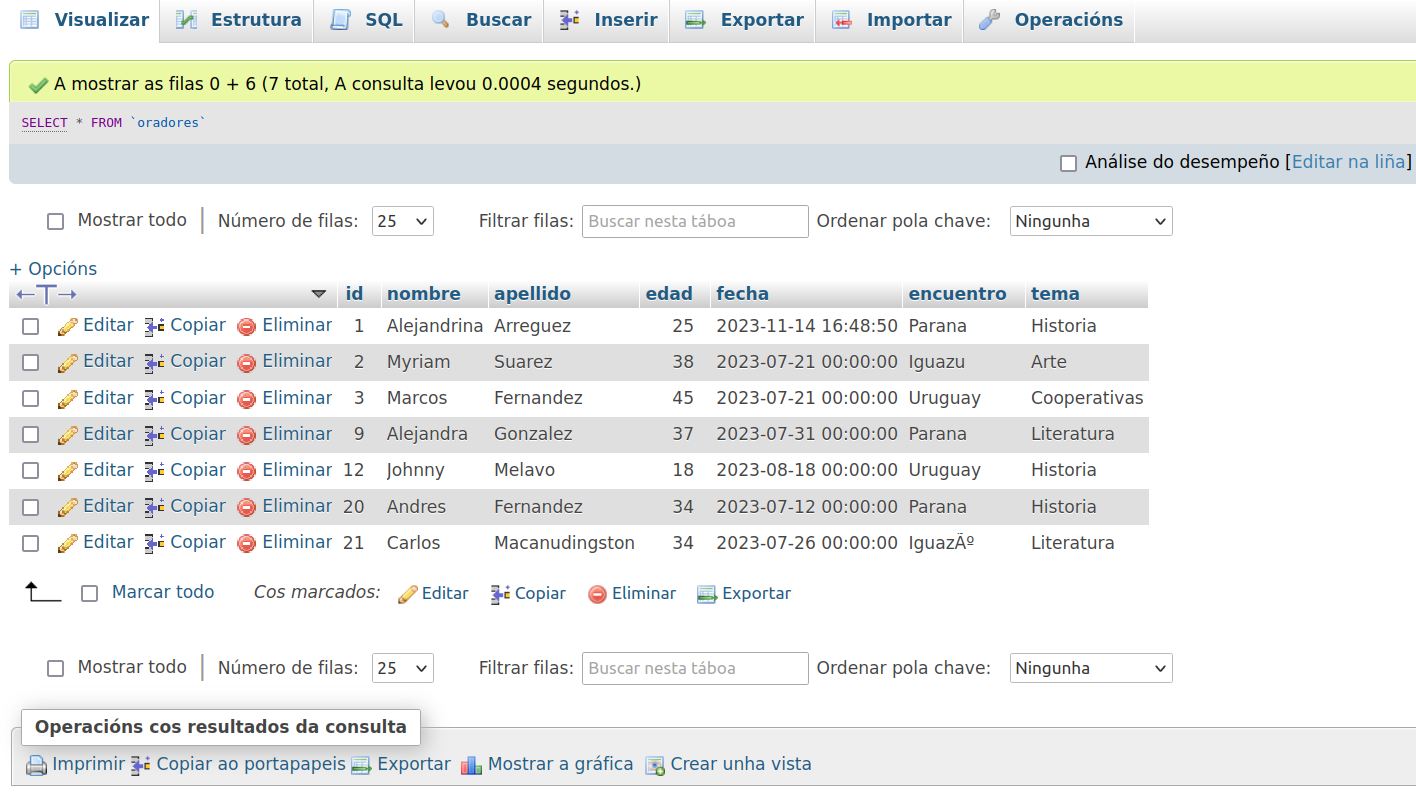 Visualizar Estrutura SQL Buscar Inserir Exportar Importar Operacións
A mostrar as filas 0 + 6 (7 total, A consulta levou 0.0004 segundos.)
SELECT * FROM `oradores`
Análise do desempeño [Editar na liña]
Mostrar todo Número de filas: 25 Filtrar filas: Buscar nesta táboa Ordenar pola chave: Ningunha
+ Opcións
←T→ id nombre apellido edad fecha encuentro tema
Editar Copiar Eliminar 1 Alejandrina Arreguez 25 2023-11-14 16:48:50 Parana Historia
Editar Copiar Eliminar 2 Myriam Suarez 38 2023-07-21 00:00:00 Iguazu Arte
Editar Copiar Eliminar 3 Marcos Fernandez 45 2023-07-21 00:00:00 Uruguay Cooperativas
Editar Copiar Eliminar 9 Alejandra Gonzalez 37 2023-07-31 00:00:00 Parana Literatura
Editar Copiar Eliminar 12 Johnny Melavo 18 2023-08-18 00:00:00 Uruguay Historia
Editar Copiar Eliminar 20 Andres Fernandez 34 2023-07-12 00:00:00 Parana Historia
Editar Copiar Eliminar 21 Carlos Macanudingston 34 2023-07-26 00:00:00 IguazÃº Literatura
Marcar todo Cos marcados: Editar Copiar Eliminar Exportar
Mostrar todo Número de filas: 25 Filtrar filas: Buscar nesta táboa Ordenar pola chave: Ningunha
Operacións cos resultados da consulta
Imprimir Copiar ao portapapeis Exportar Mostrar a gráfica Crear unha vista